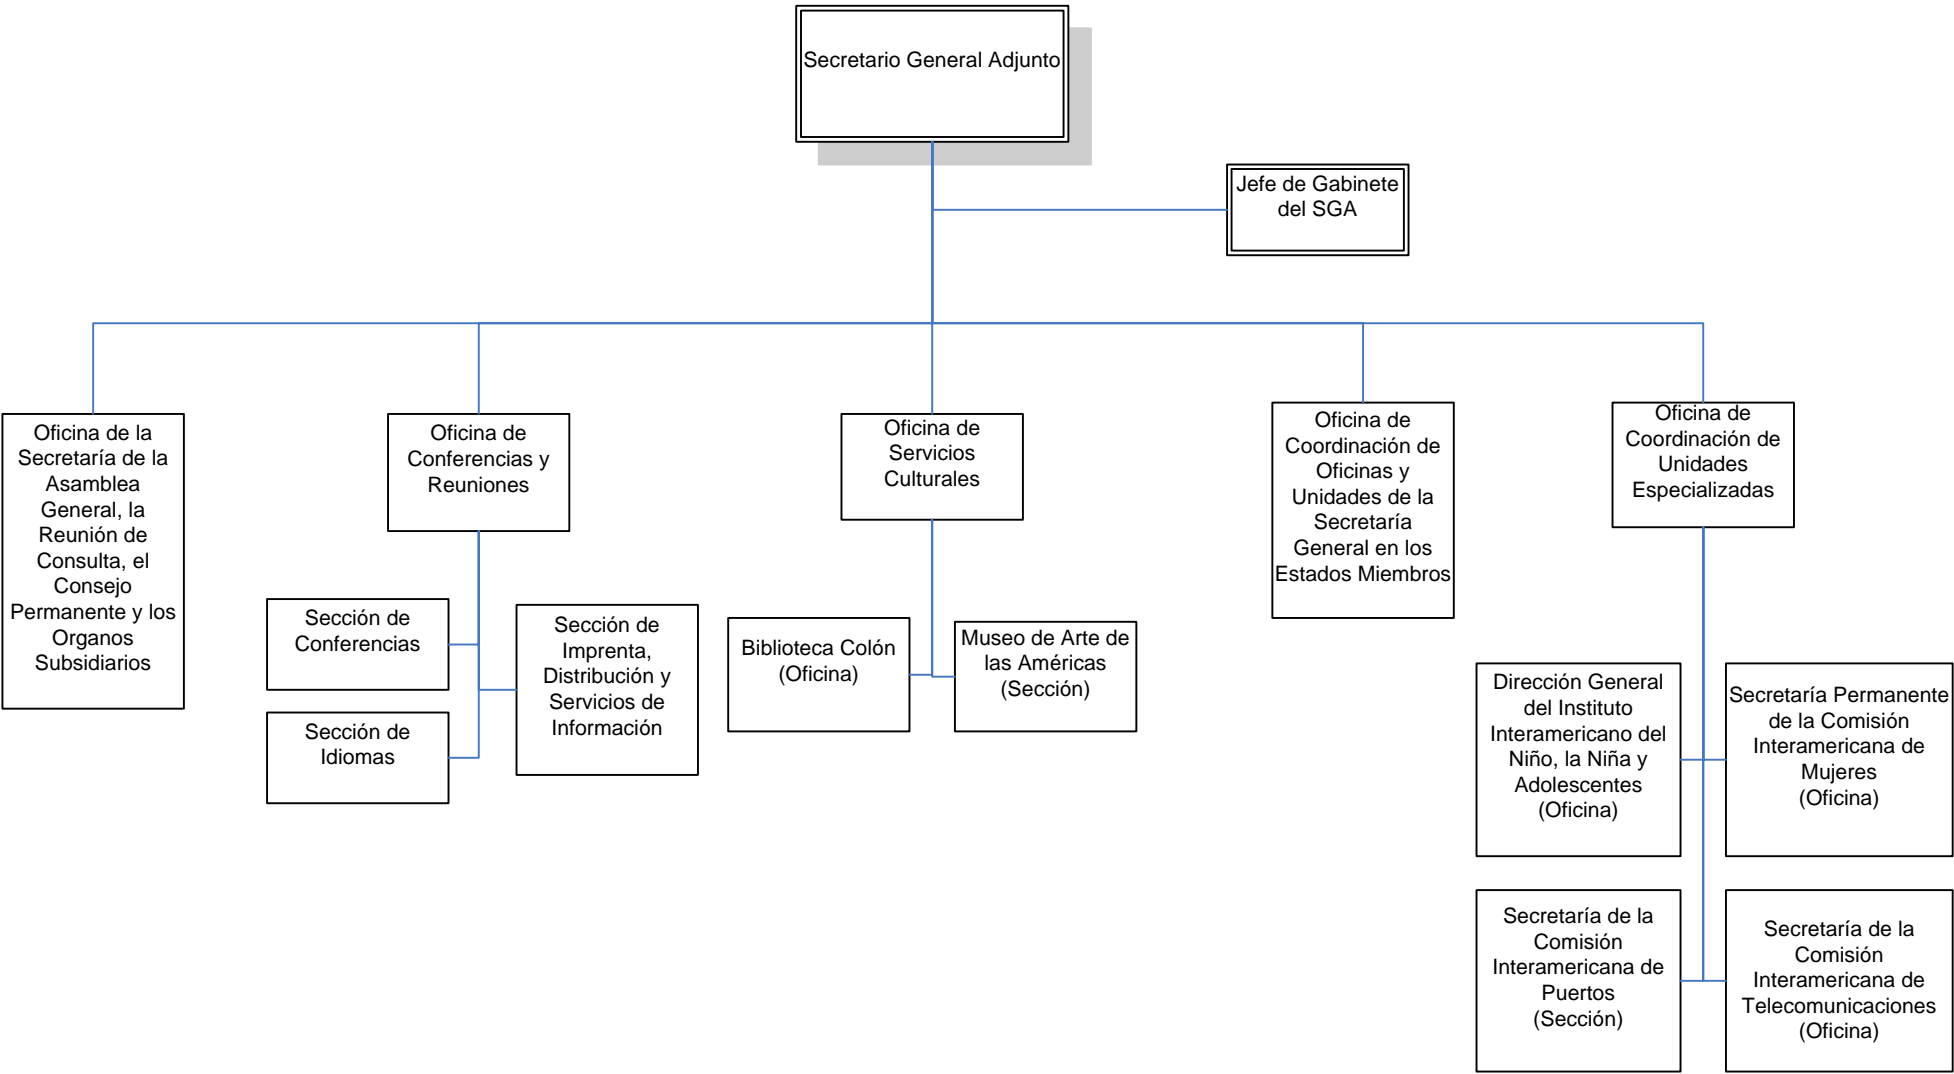 Secretario General Adjunto
Jefe de Gabinete
del SGA
Oficina de la
Secretaría de la
Asamblea
General, la
Reunión de
Consulta, el
Consejo
Permanente y los
Organos
Subsidiarios
Oficina de
Conferencias y
Reuniones
Oficina de
Servicios
Culturales
Oficina de
Coordinación de
Oficinas y
Unidades de la
Secretaría
General en los
Estados Miembros
Oficina de
Coordinación de
Unidades
Especializadas
Sección de
Conferencias
Sección de
Imprenta,
Distribución y
Servicios de
Información
Sección de
Idiomas
Biblioteca Colón
(Oficina)
Museo de Arte de
las Américas
(Sección)
Dirección General
del Instituto
Interamericano del
Niño, la Niña y
Adolescentes
(Oficina)
Secretaría Permanente
de la Comisión
Interamericana de
Mujeres
(Oficina)
Secretaría de la
Comisión
Interamericana de
Puertos
(Sección)
Secretaría de la
Comisión
Interamericana de
Telecomunicaciones
(Oficina)